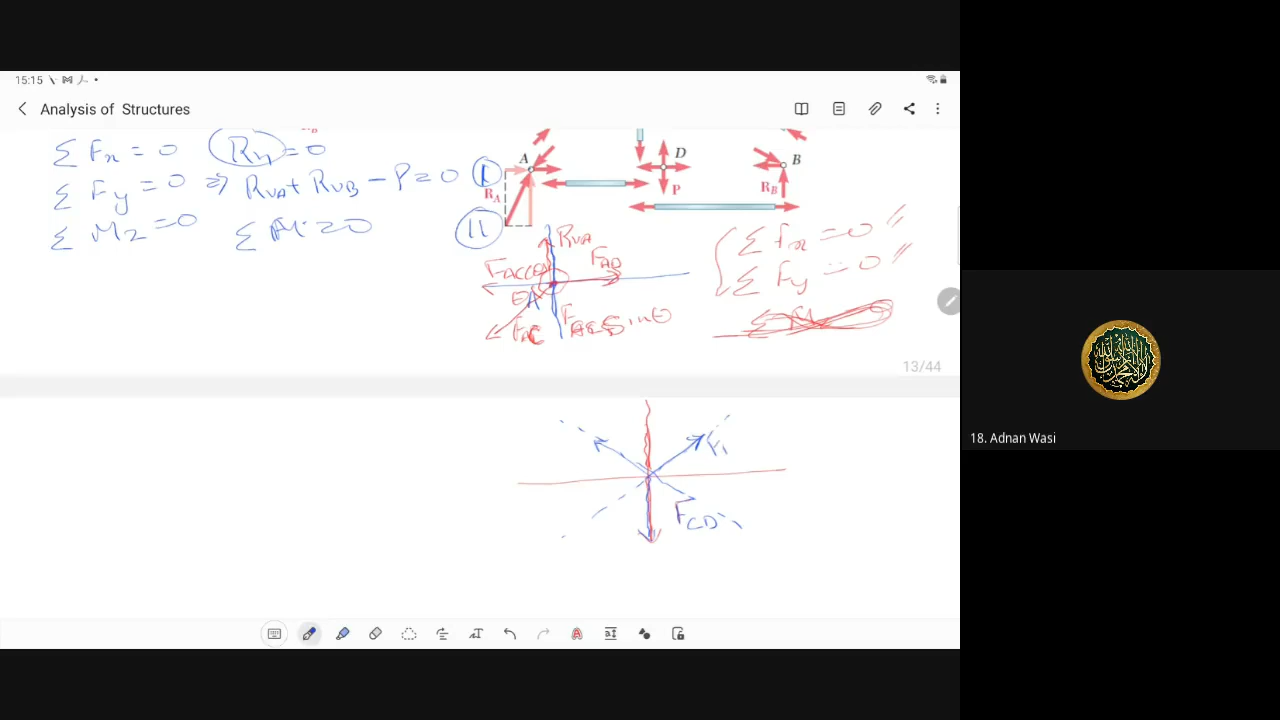 15:15
Analysis of Structures
Σ Fx = 0 Rx = 0
Σ Fy = 0 ⇒ RVA + RVB - P = 0 I
Σ Mz = 0 Σ M = 0 II
A
RA
D
P
B
RB
RVA
FAD
θ
A
FAC
Σ Fx = 0
Σ Fy = 0
13/44
F1
FCD
18. Adnan Wasi